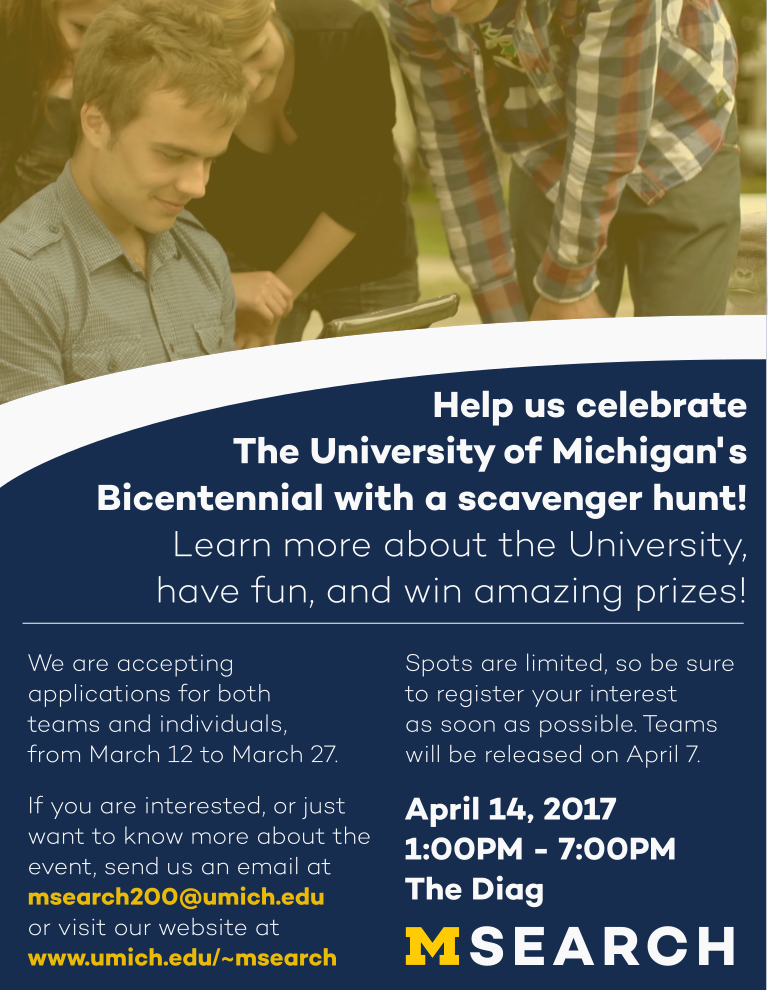 Help us celebrate
The University of Michigan's
Bicentennial with a scavenger hunt!
Learn more about the University,
have fun, and win amazing prizes!
We are accepting
applications for both
teams and individuals,
from March 12 to March 27.
If you are interested, or just
want to know more about the
event, send us an email at
msearch200@umich.edu
or visit our website at
www.umich.edu/~msearch
Spots are limited, so be sure
to register your interest
as soon as possible. Teams
will be released on April 7.
April 14, 2017
1:00PM - 7:00PM
The Diag
M SEARCH